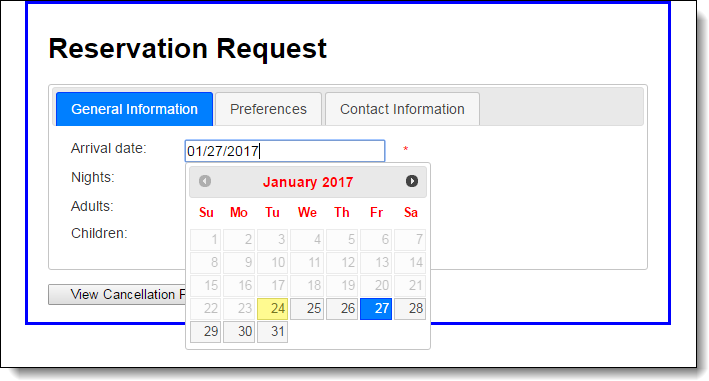 Reservation Request
General Information Preferences Contact Information
Arrival date: 01/27/2017 *
Nights:
Adults:
Children:
January 2017
Su Mo Tu We Th Fr Sa
1 2 3 4 5 6 7
8 9 10 11 12 13 14
15 16 17 18 19 20 21
22 23 24 25 26 27 28
29 30 31
View Cancellation